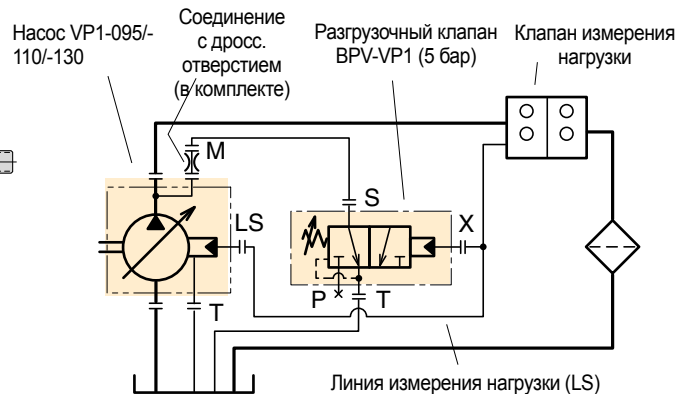 Насос VP1-095/-
110/-130
Соединение
с дросс.
отверстием
(в комплекте)
Разгрузочный клапан
BPV-VP1 (5 бар)
Клапан измерения
нагрузки
M
S
LS
X
P
T
T
Линия измерения нагрузки (LS)